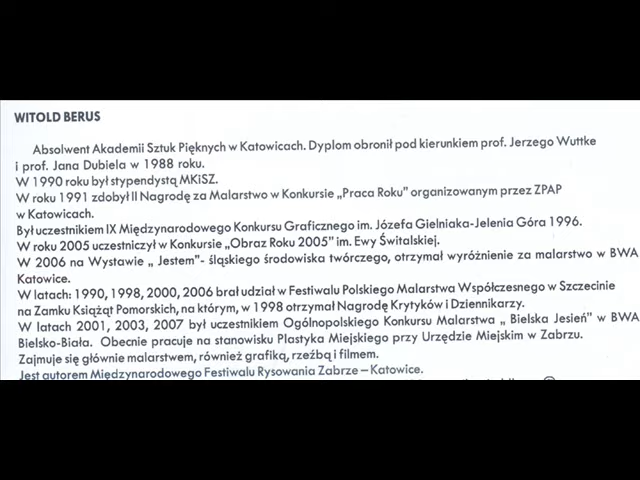 WITOLD BERUS
Absolwent Akademii Sztuk Pięknych w Katowicach. Dyplom obronił pod kierunkiem prof. Jerzego Wuttke
i prof. Jana Dubiela w 1988 roku.
W 1990 roku był stypendystą MKiSZ.
W roku 1991 zdobył II Nagrodę za Malarstwo w Konkursie „Praca Roku" organizowanym przez ZPAP
w Katowicach.
Był uczestnikiem IX Międzynarodowego Konkursu Graficznego im. Józefa Gielniaka-Jelenia Góra 1996.
W roku 2005 uczestniczył w Konkursie „Obraz Roku 2005" im. Ewy Świtalskiej.
W 2006 na Wystawie „ Jestem"- śląskiego środowiska twórczego, otrzymał wyróżnienie za malarstwo w BWA
Katowice.
W latach: 1990, 1998, 2000, 2006 brał udział w Festiwalu Polskiego Malarstwa Współczesnego w Szczecinie
na Zamku Książąt Pomorskich, na którym, w 1998 otrzymał Nagrodę Krytyków i Dziennikarzy.
W latach 2001, 2003, 2007 był uczestnikiem Ogólnopolskiego Konkursu Malarstwa „ Bielska Jesień" w BWA
Bielsko-Biała. Obecnie pracuje na stanowisku Plastyka Miejskiego przy Urzędzie Miejskim w Zabrzu.
Zajmuje się głównie malarstwem, również grafiką, rzeźbą i filmem.
Jest autorem Międzynarodowego Festiwalu Rysowania Zabrze – Katowice.